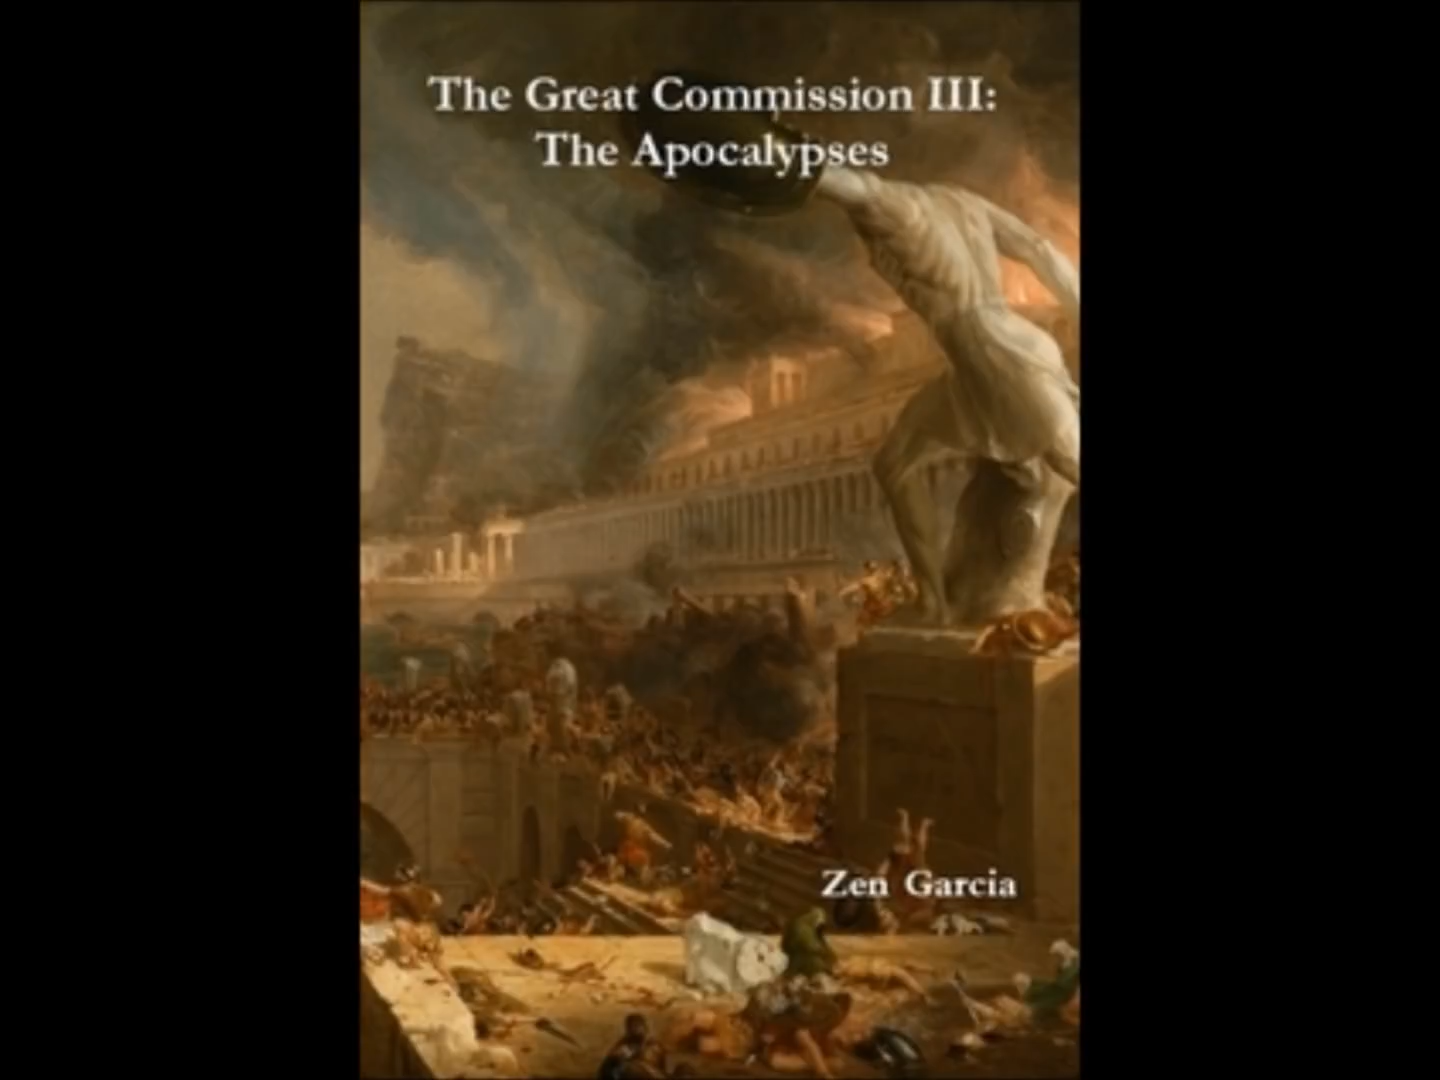 The Great Commission III:
The Apocalypses
Zen Garcia